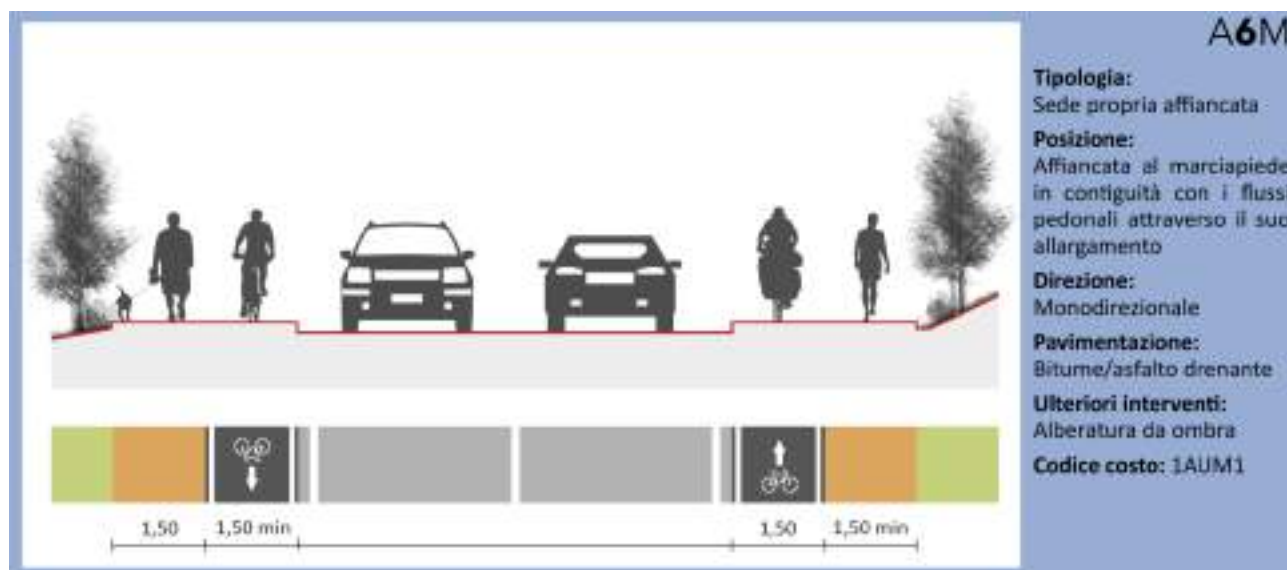 A6M
Tipologia:
Sede propria affiancata
Posizione:
Affiancata al marciapiede
in contiguità con i flussi
pedonali attraverso il suo
allargamento
Direzione:
Monodirezionale
Pavimentazione:
Bitume/asfalto drenante
Ulteriori interventi:
Alberatura da ombra
Codice costo: 1AUM1
1,50 1,50 min 1,50 1,50 min